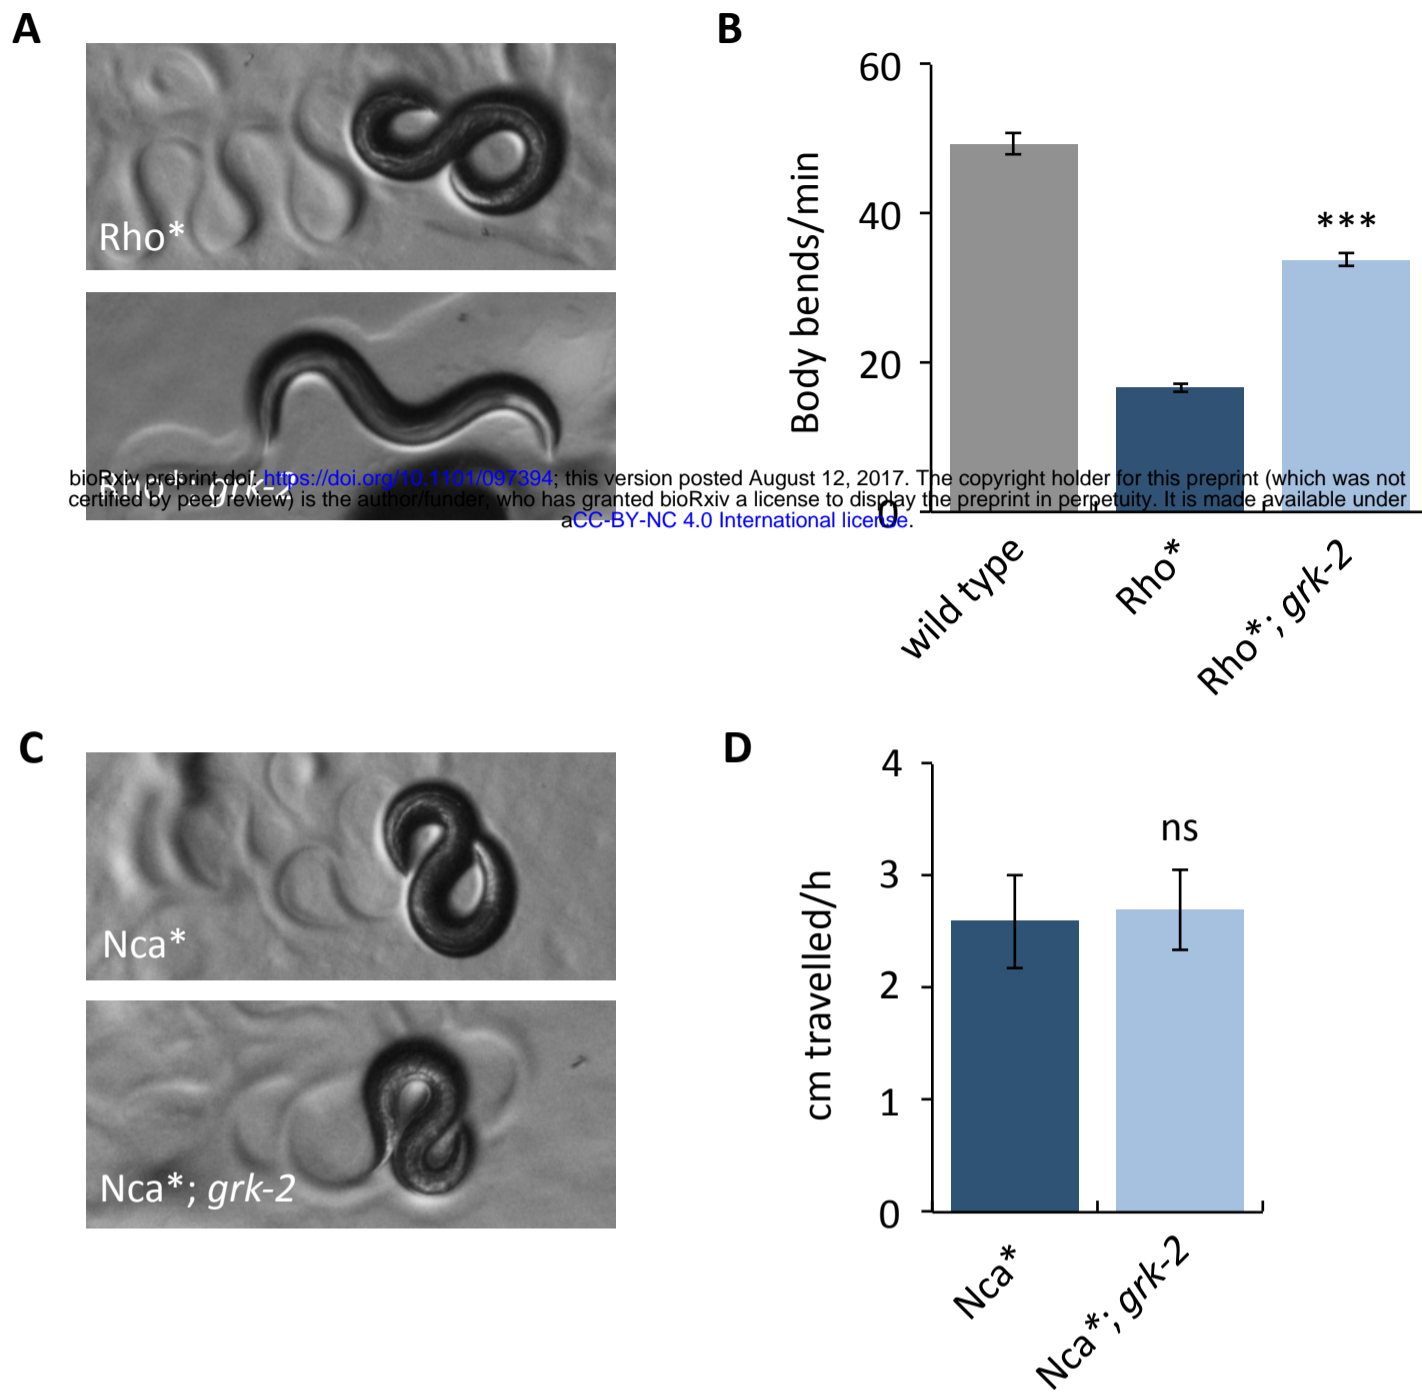 A
B
Rho*
Rho*; grk-2
60
40
20
0
Body bends/min
***
wild type
Rho*
Rho*; grk-2
bioRxiv preprint doi: https://doi.org/10.1101/097394; this version posted August 12, 2017. The copyright holder for this preprint (which was not
certified by peer review) is the author/funder, who has granted bioRxiv a license to display the preprint in perpetuity. It is made available under
aCC-BY-NC 4.0 International license.
C
D
Nca*
Nca*; grk-2
4
3
2
1
0
cm travelled/h
ns
Nca*
Nca*; grk-2